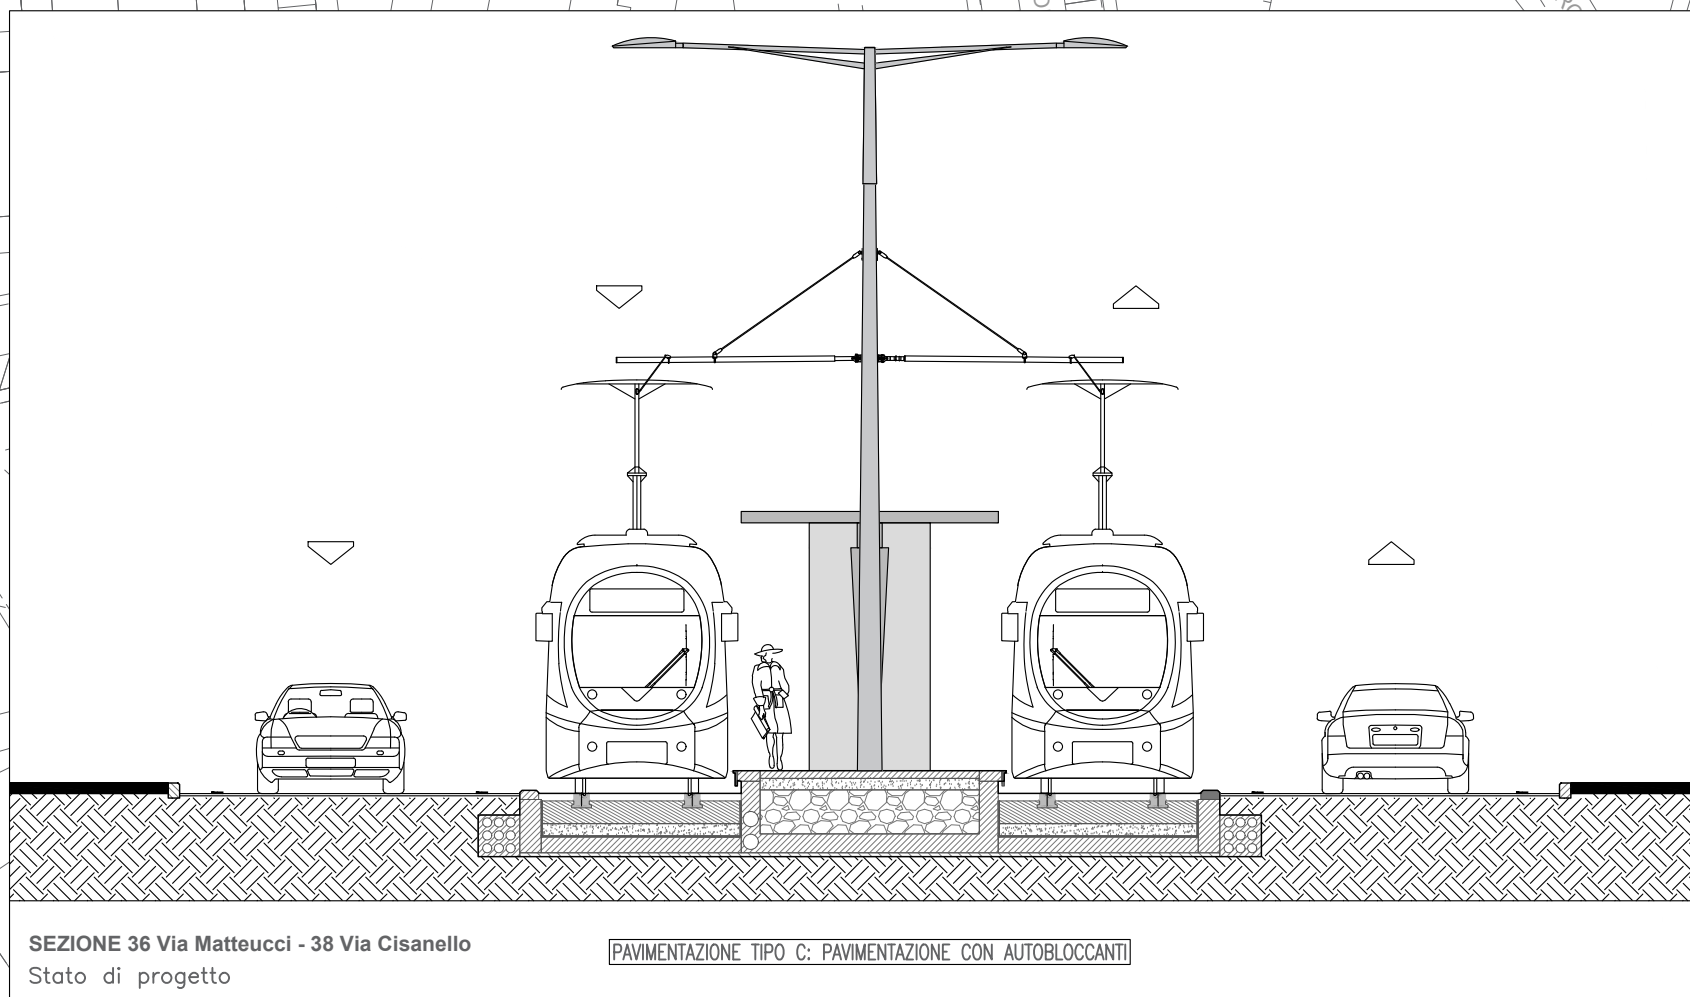 SEZIONE 36 Via Matteucci - 38 Via Cisanello
Stato di progetto
PAVIMENTAZIONE TIPO C: PAVIMENTAZIONE CON AUTOBLOCCANTI